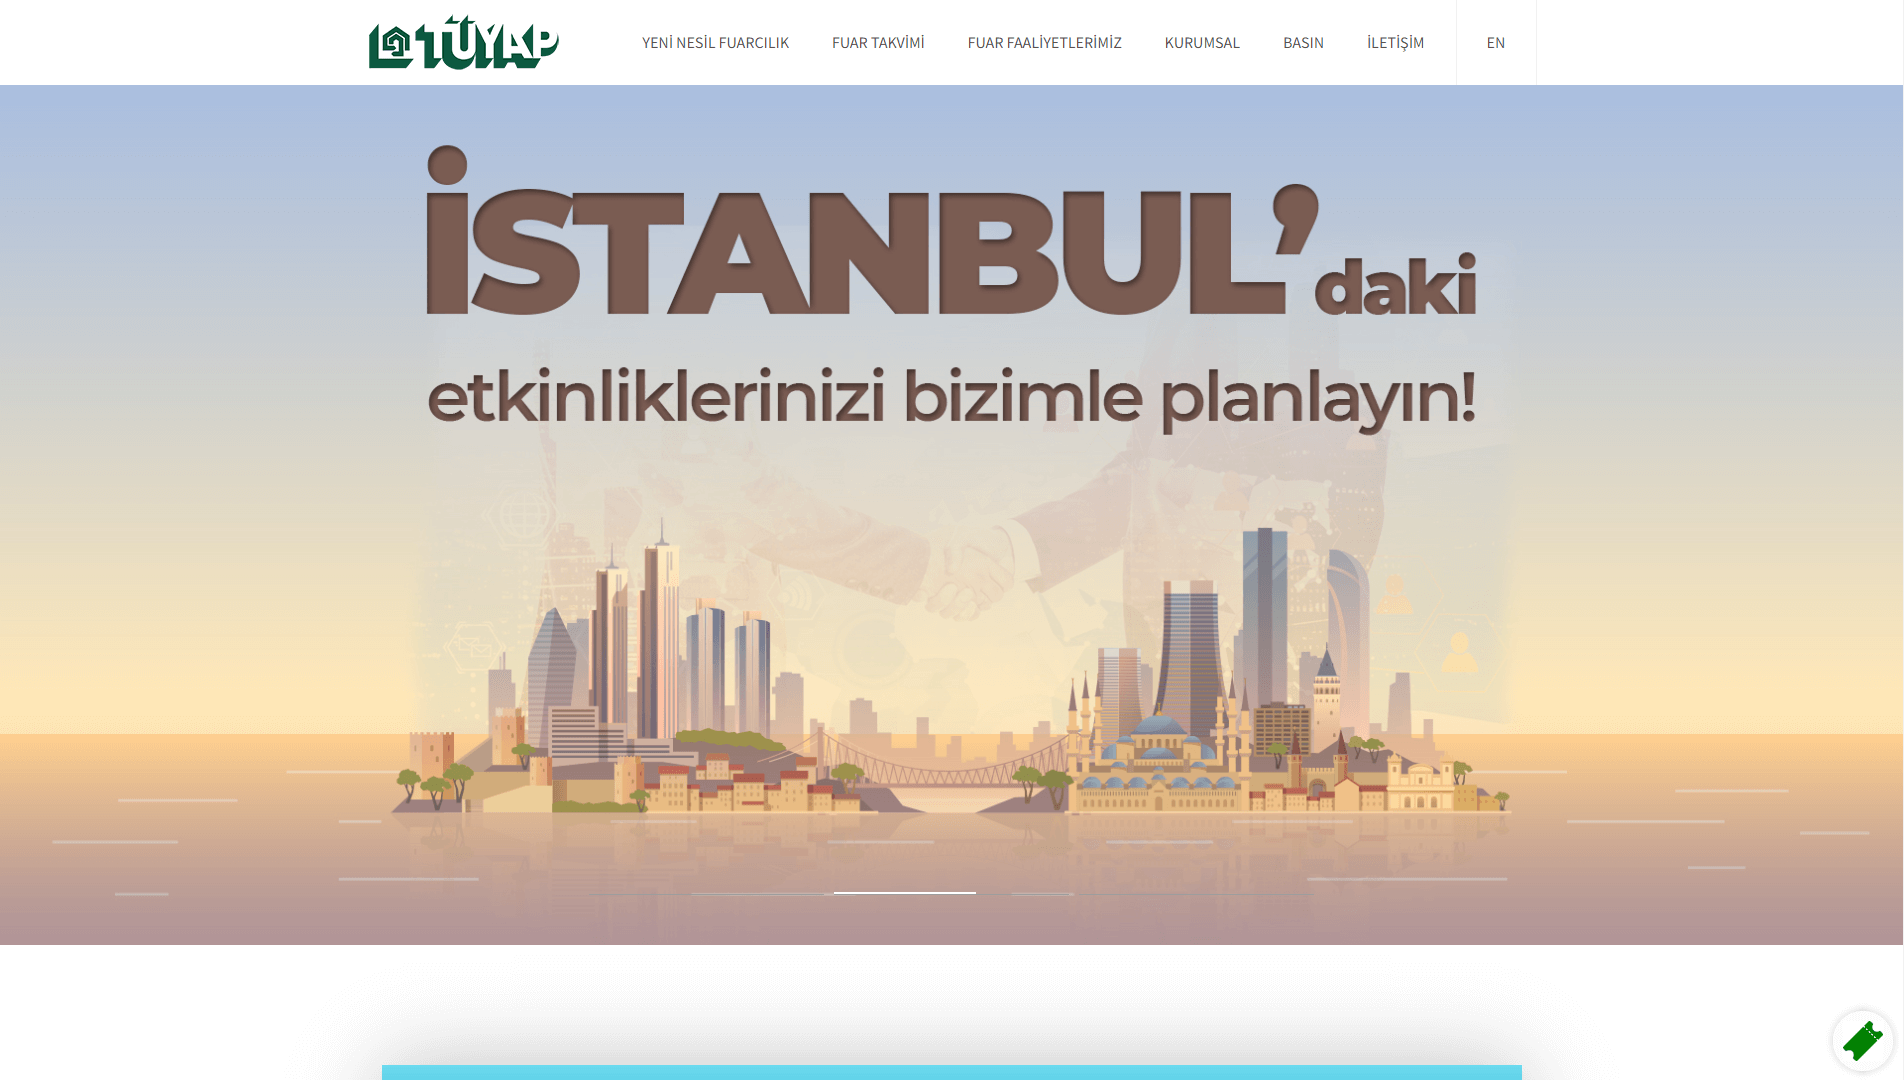 TÜYAP
YENİ NESİL FUARCILIK FUAR TAKVİMİ FUAR FAALİYETLERİMİZ KURUMSAL BASIN İLETİŞİM EN
İSTANBUL'daki
etkinliklerinizi bizimle planlayın!